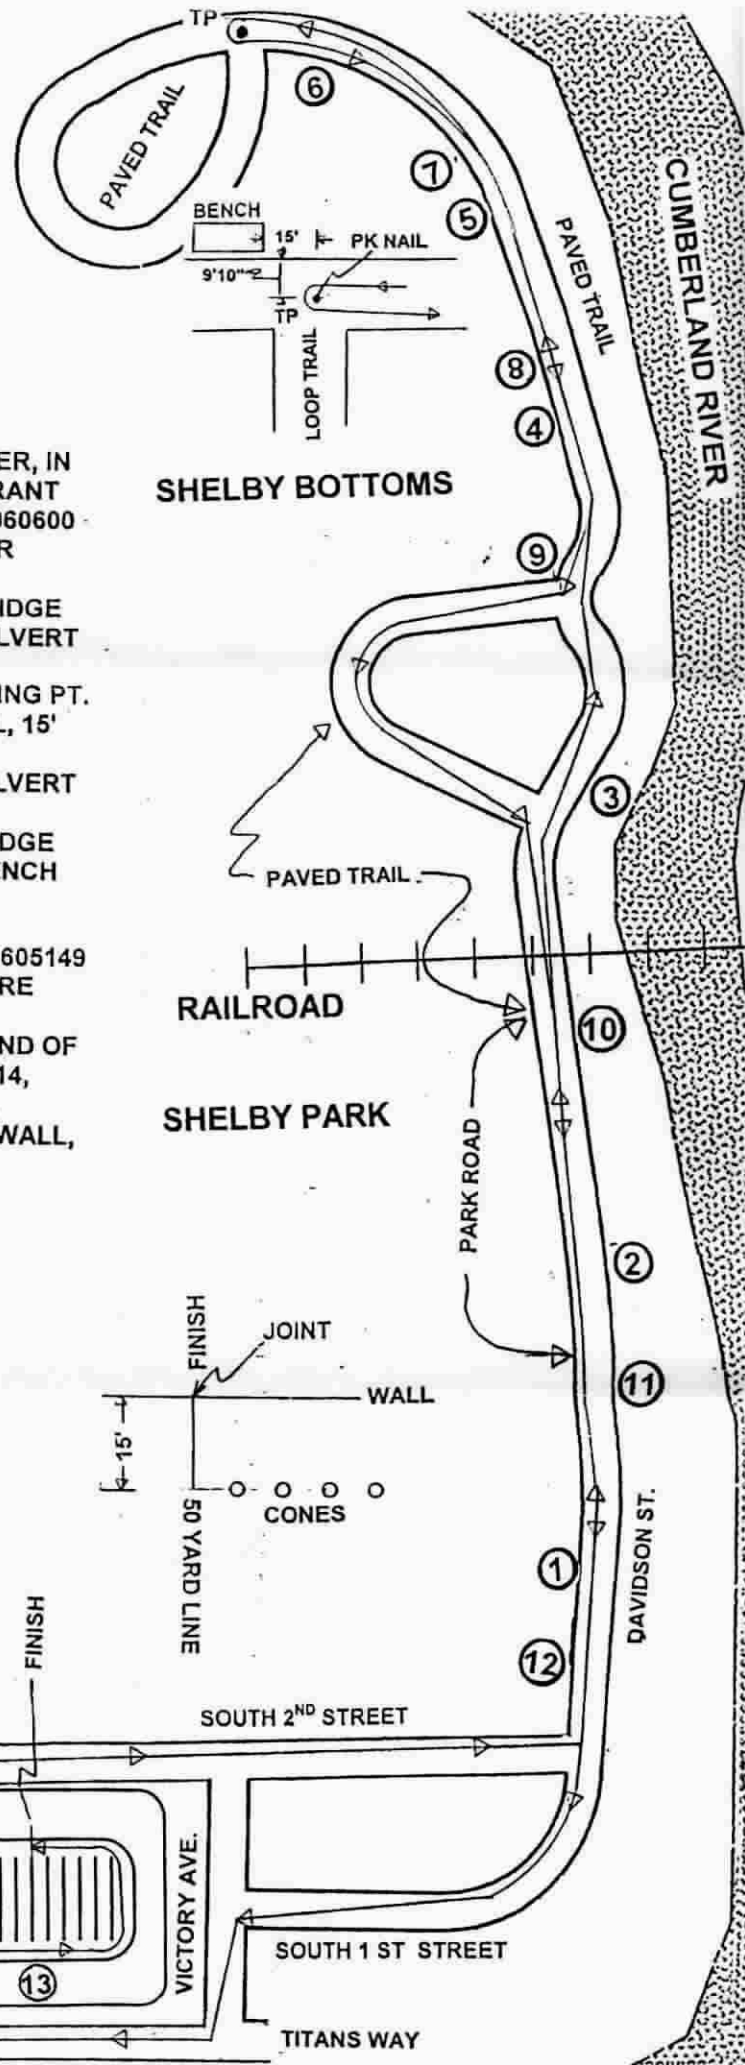 TP
6
PAVED TRAIL
7
5
BENCH
15'
PK NAIL
9'10"
TP
LOOP TRAIL
PAVED TRAIL
CUMBERLAND RIVER
8
4
ER, IN
RANT
060600
R
SHELBY BOTTOMS
9
IDGE
LVERT
ING PT.
L, 15'
LVERT
DGE
ENCH
3
PAVED TRAIL
605149
RE
RAILROAD
10
ND OF
14,
WALL,
SHELBY PARK
PARK ROAD
2
FINISH
JOINT
WALL
11
15'
CONES
50 YARD LINE
1
DAVIDSON ST.
12
FINISH
SOUTH 2ND STREET
VICTORY AVE.
13
SOUTH 1 ST STREET
TITANS WAY